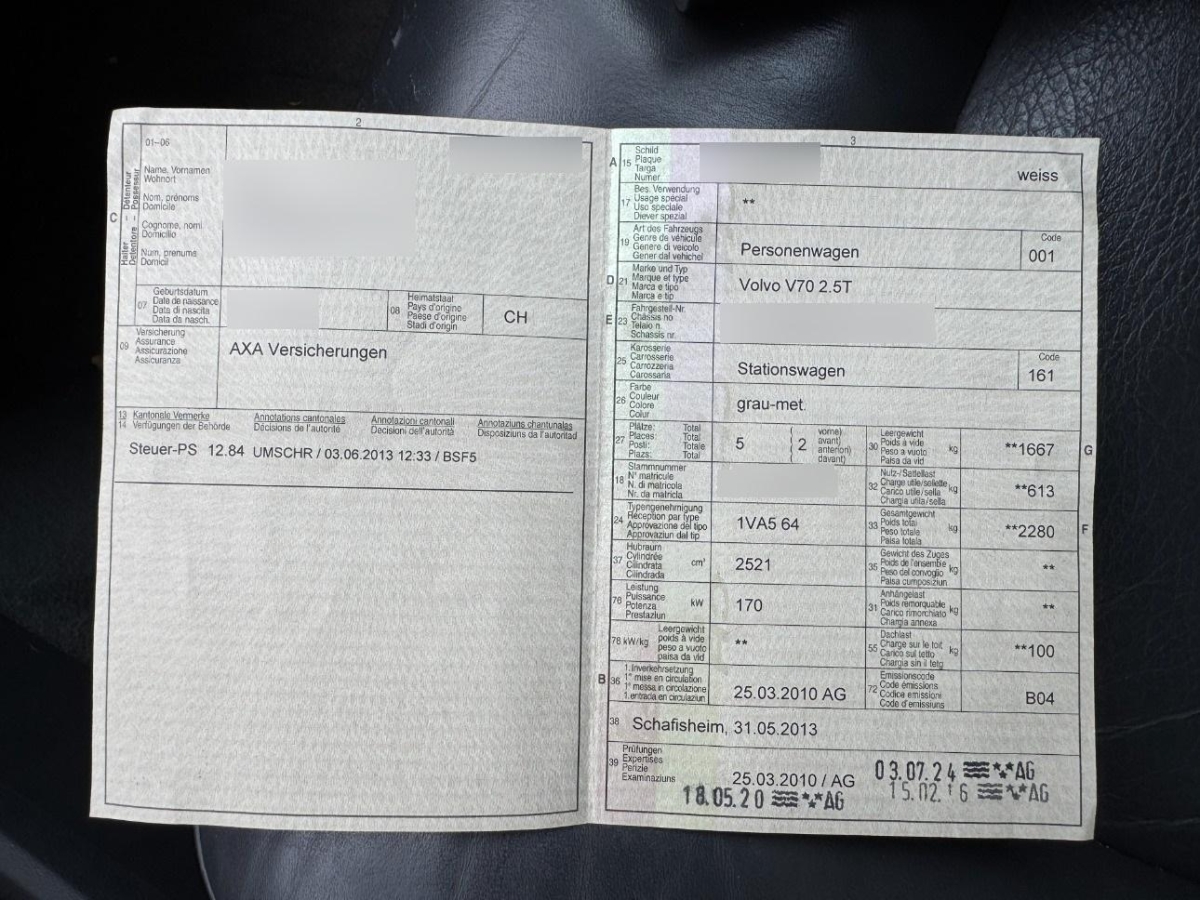 2
01–06
Name, Vornamen
Wohnort
Nom, prénoms
Domicile
Cognome, nomi
Domicilio
Num, prenums
Domicil
C
Halter – Détenteur
Detentore – Possessur
07
Geburtsdatum
Date de naissance
Data di nascita
Data da nasch.
08
Heimatstaat
Pays d'origine
Paese d'origine
Stadi d'origin
CH
09
Versicherung
Assurance
Assicurazione
Assicuranza
AXA Versicherungen
13 Kantonale Vermerke Annotations cantonales Annotazioni cantonali Annotaziuns chantunales
14 Verfügungen der Behörde Décisions de l'autorité Decisioni dell'autorità Disposiziuns da l'autoritad
Steuer-PS 12.84 UMSCHR / 03.06.2013 12:33 / BSF5
3
A 15
Schild
Plaque
Targa
Numer
weiss
17
Bes. Verwendung
Usage spécial
Uso speciale
Diever spezial
**
19
Art des Fahrzeugs
Genre de véhicule
Genere di veicolo
Gener dal vehichel
Personenwagen
Code
001
D 21
Marke und Typ
Marque et type
Marca e tipo
Marca e tip
Volvo V70 2.5T
E 23
Fahrgestell-Nr.
Châssis no
Telaio n.
Schassis nr.
25
Karosserie
Carrosserie
Carrozzeria
Carossaria
Stationswagen
Code
161
26
Farbe
Couleur
Colore
Colur
grau-met.
27
Plätze: Total
Places: Total
Posti: Totale
Plazs: Total
5 ( 2
vorne)
avant)
anteriori)
davant)
30
Leergewicht
Poids à vide
Peso a vuoto
Paisa da vid
kg
**1667
G
18
Stammnummer
N° matricule
N. di matricola
Nr. da matricla
32
Nutz-/Sattellast
Charge utile/sellette
Carico utile/sella
Chargia utila/sella
kg
**613
24
Typengenehmigung
Réception par type
Approvazione del tipo
Approvaziun dal tip
1VA5 64
33
Gesamtgewicht
Poids total
Peso totale
Paisa totala
kg
**2280
F
37
Hubraum
Cylindrée
Cilindrata
Cilindrada
cm³
2521
35
Gewicht des Zuges
Poids de l'ensemble
Peso del convoglio
Paisa cumposiziun
kg
**
76
Leistung
Puissance
Potenza
Prestaziun
kW
170
31
Anhängelast
Poids remorquable
Carico rimorchiato
Chargia annexa
kg
**
78 kW/kg
Leergewicht
poids à vide
peso a vuoto
paisa da vid
**
55
Dachlast
Charge sur le toit
Carico sul tetto
Chargia sin il tetg
kg
**100
B 36
1. Inverkehrsetzung
1re mise en circulation
1a messa in circolazione
1. entrada en circulaziun
25.03.2010 AG
72
Emissionscode
Code émissions
Codice emissioni
Code d'emissiuns
B04
38
Schafisheim, 31.05.2013
39
Prüfungen
Expertises
Perizie
Examinaziuns
25.03.2010 / AG
03.07.24 AG
18.05.20 AG
15.02.16 AG